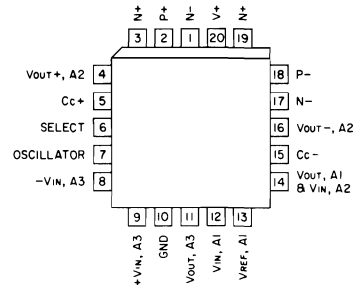 N+
P+
N-
V+
N+
3
2
1
20
19
VOUT+, A2
4
CC+
5
SELECT
6
OSCILLATOR
7
-VIN, A3
8
18
P-
17
N-
16
VOUT-, A2
15
CC-
14
VOUT, A1
& VIN, A2
9
10
11
12
13
+VIN, A3
GND
VOUT, A3
VIN, A1
VREF, A1